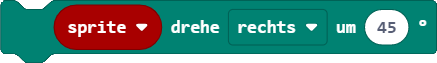 sprite drehe rechts um 45 °